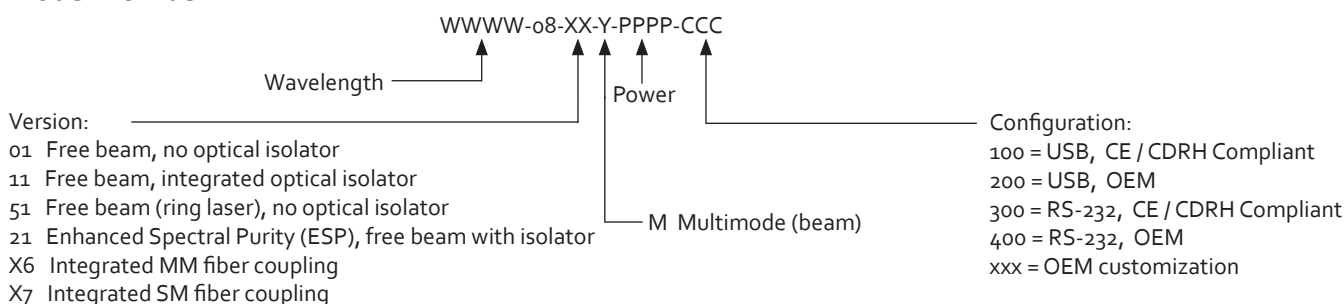 WWWW-08-XX-Y-PPPP-CCC
Wavelength
Power
Version:
01 Free beam, no optical isolator
11 Free beam, integrated optical isolator
51 Free beam (ring laser), no optical isolator
21 Enhanced Spectral Purity (ESP), free beam with isolator
X6 Integrated MM fiber coupling
X7 Integrated SM fiber coupling
M Multimode (beam)
Configuration:
100 = USB, CE / CDRH Compliant
200 = USB, OEM
300 = RS-232, CE / CDRH Compliant
400 = RS-232, OEM
xxx = OEM customization